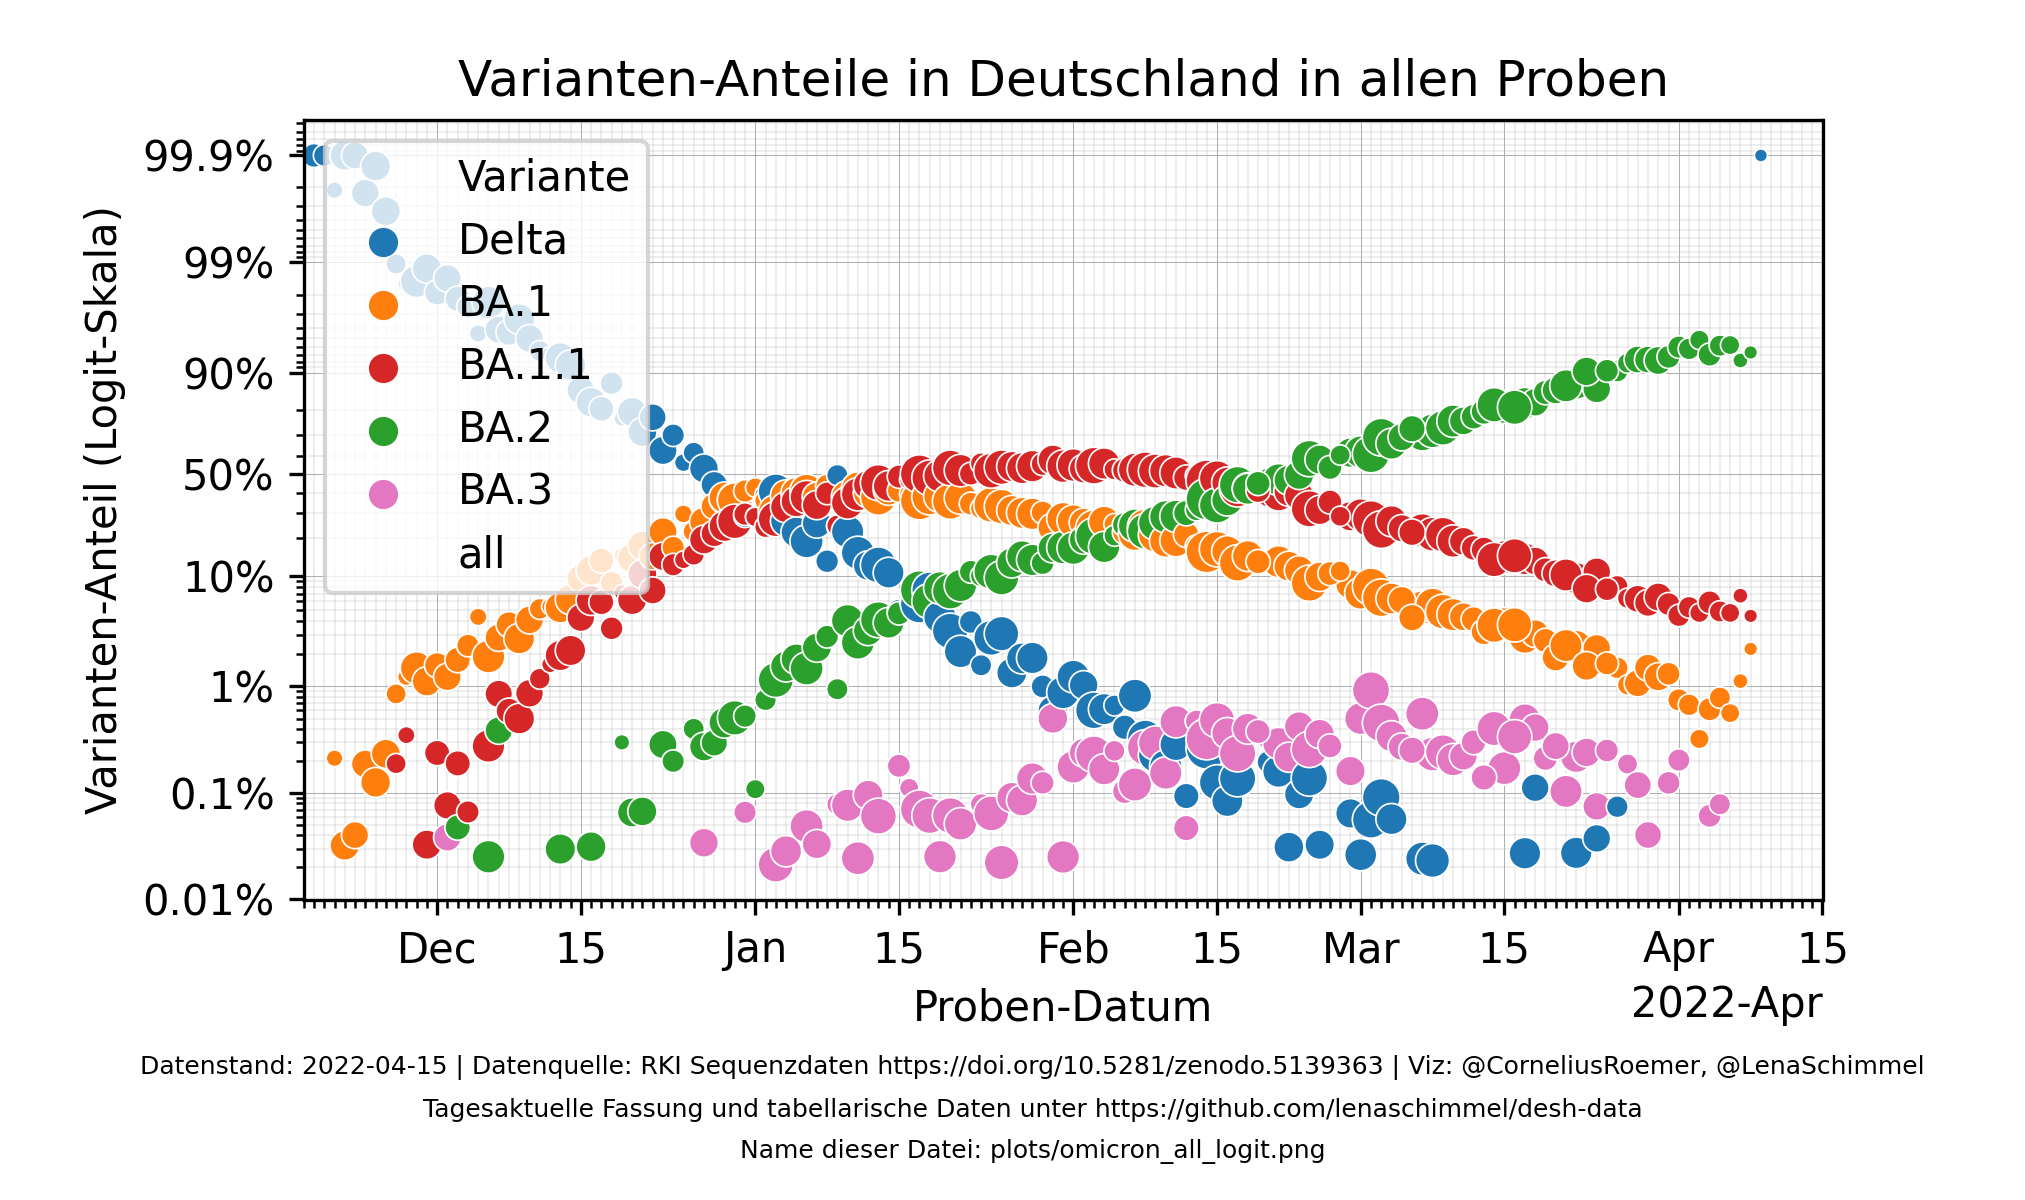 Varianten-Anteile in Deutschland in allen Proben
Varianten-Anteil (Logit-Skala)
99.9%
99%
90%
50%
10%
1%
0.1%
0.01%
Variante
Delta
BA.1
BA.1.1
BA.2
BA.3
all
Dec 15 Jan 15 Feb 15 Mar 15 Apr 15
Proben-Datum
2022-Apr
Datenstand: 2022-04-15 | Datenquelle: RKI Sequenzdaten https://doi.org/10.5281/zenodo.5139363 | Viz: @CorneliusRoemer, @LenaSchimmel
Tagesaktuelle Fassung und tabellarische Daten unter https://github.com/lenaschimmel/desh-data
Name dieser Datei: plots/omicron_all_logit.png